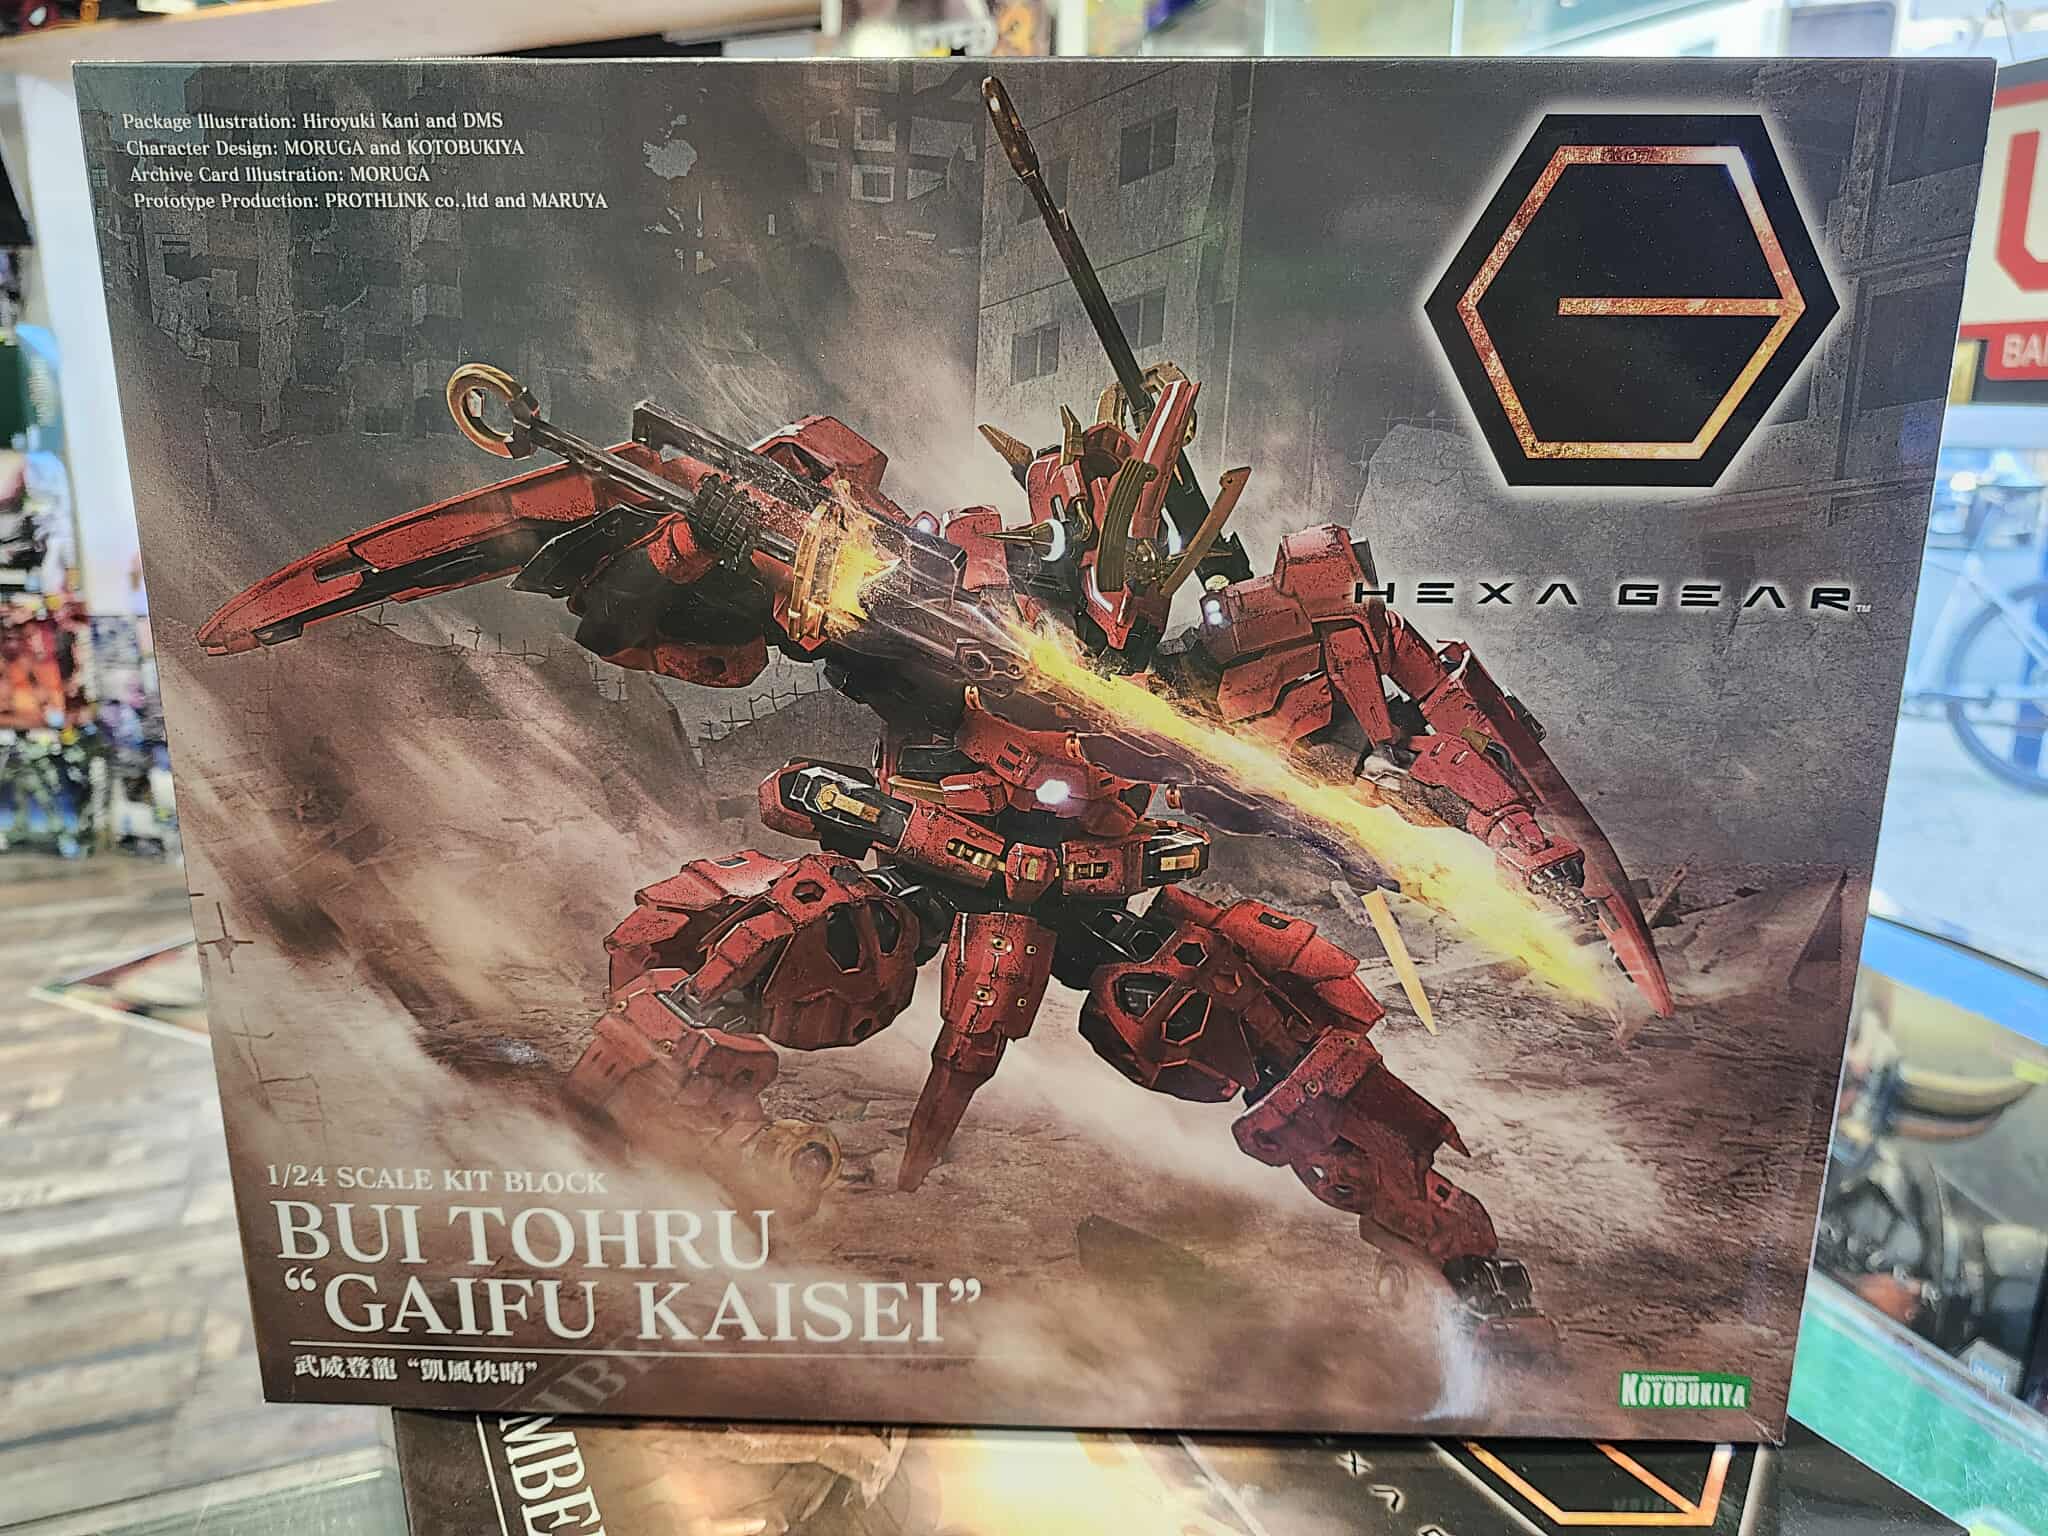 Package Illustration: Hiroyuki Kani and DMS
Character Design: MORUGA and KOTOBUKIYA
Archive Card Illustration: MORUGA
Prototype Production: PROTHLINK co.,ltd and MARUYA
HEXA GEAR™
1/24 SCALE KIT BLOCK
BUI TOHRU
“GAIFU KAISEI”
武威登龍 “凱風快晴”
KOTOBUKIYA